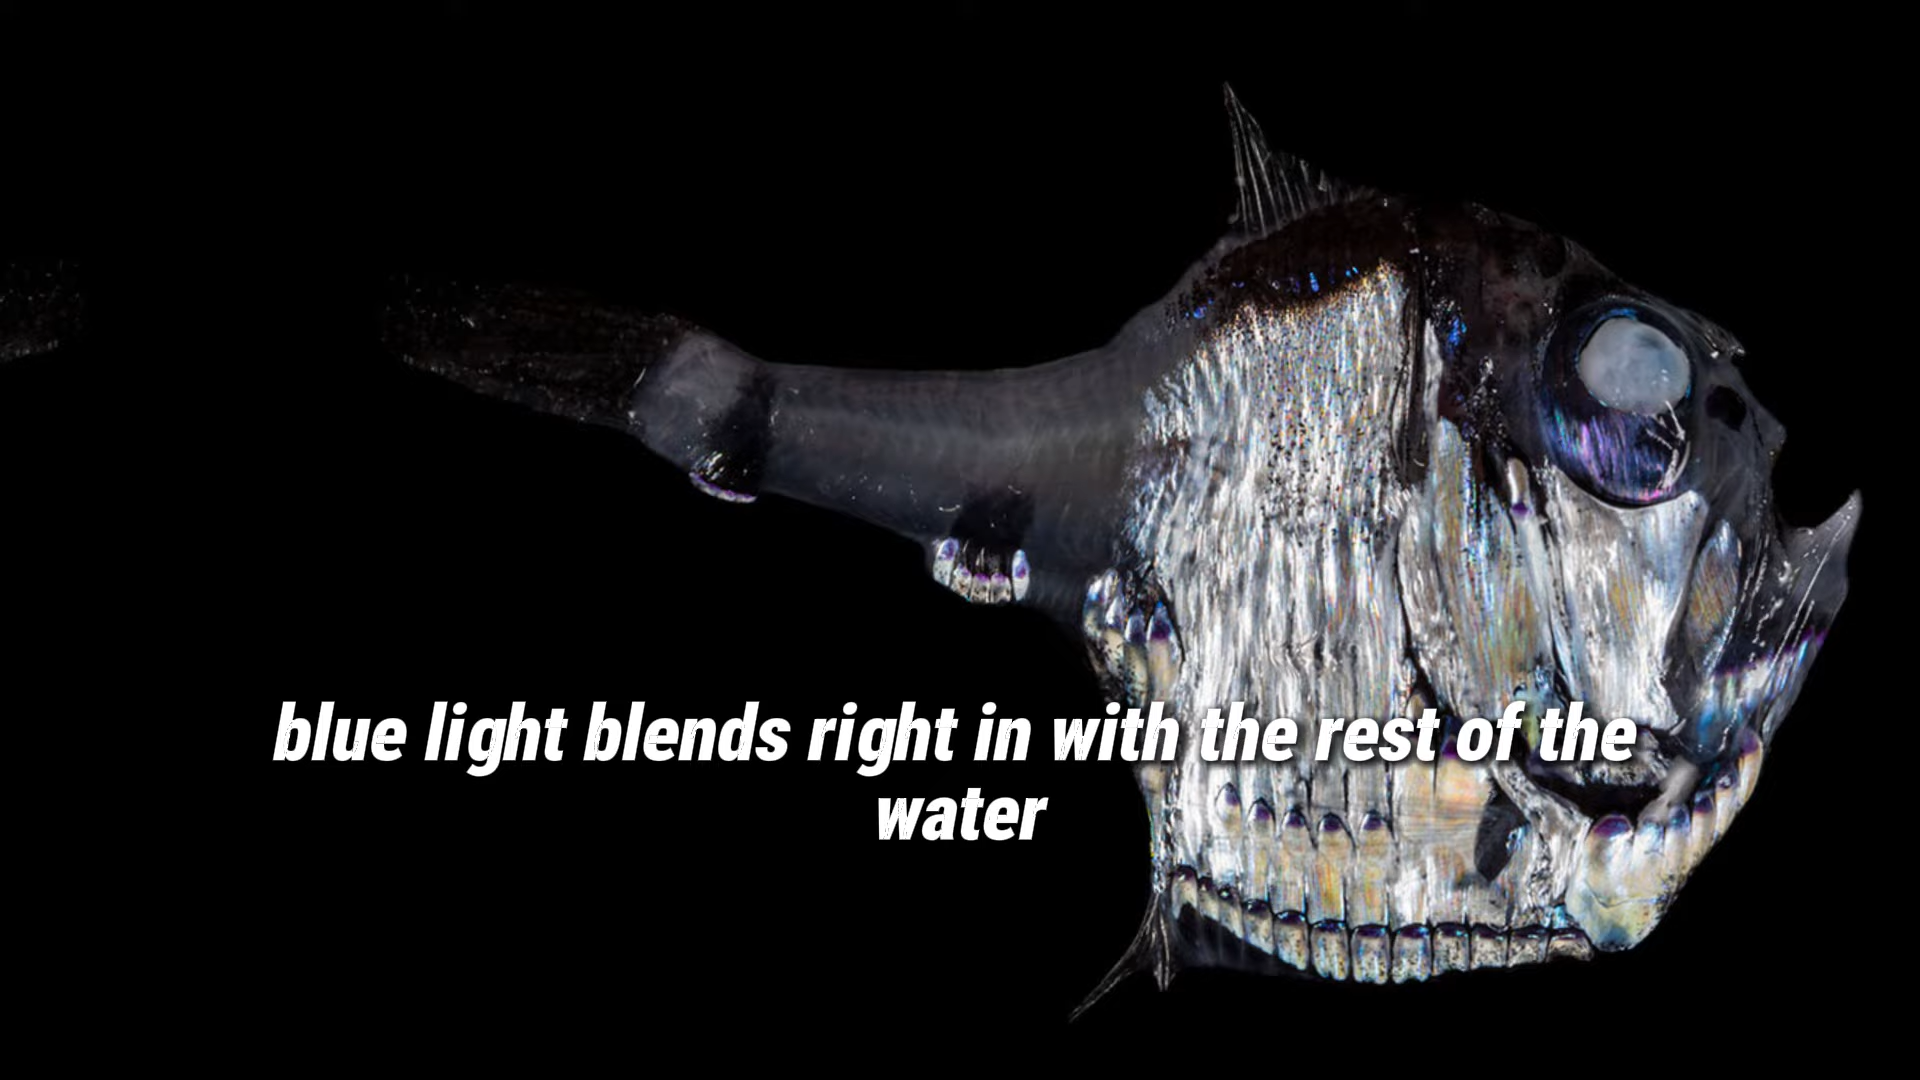 blue light blends right in with the rest of the
water